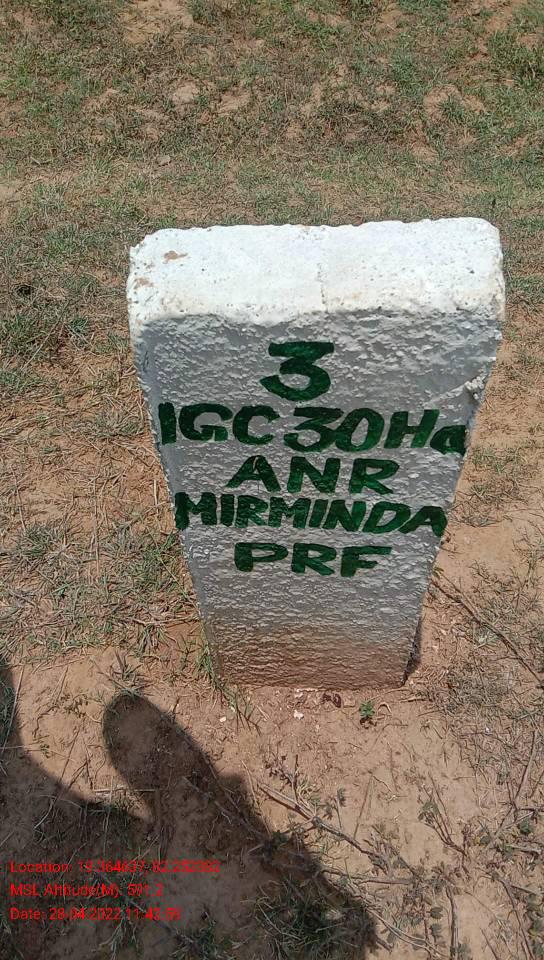 3
IGC 30Ha
ANR
MIRMINDA
PRF
Location: 19.364637, 82.252382
MSL Altitude(M): 591.2
Date: 28-04-2022 11:42:59